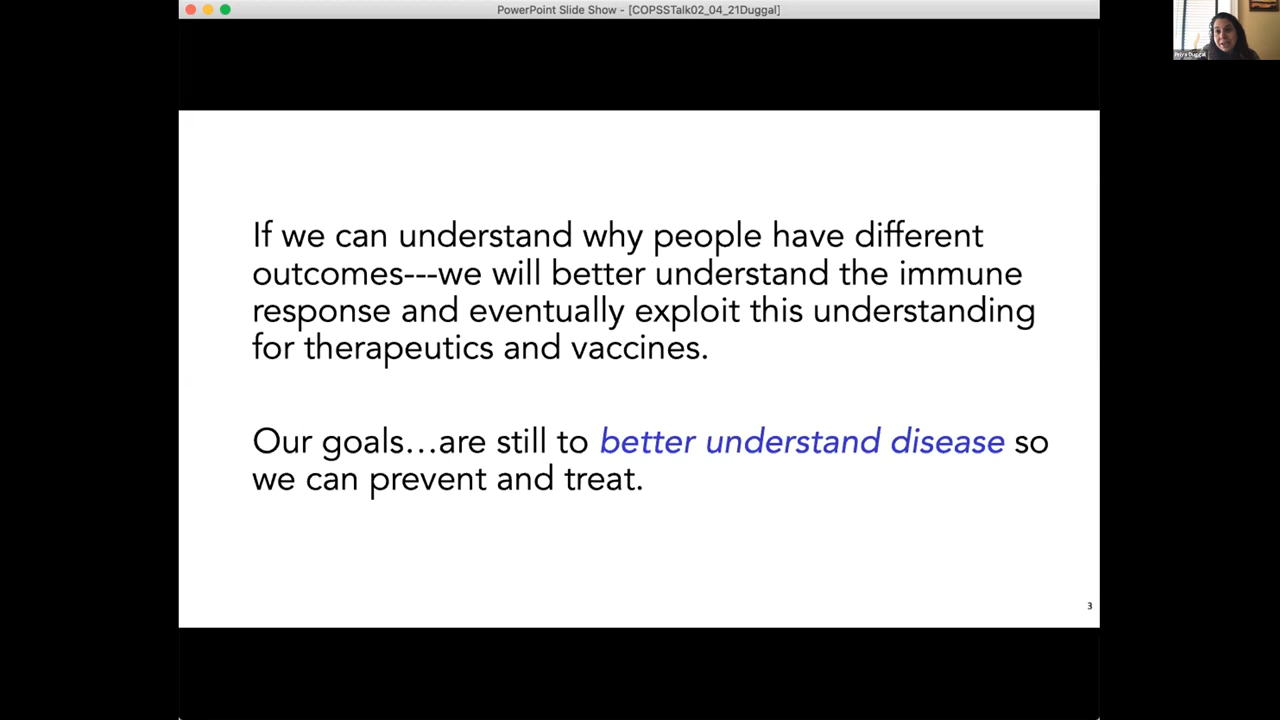 PowerPoint Slide Show - [COPSSTalk02_04_21Duggal]
Priya Duggal
If we can understand why people have different
outcomes---we will better understand the immune
response and eventually exploit this understanding
for therapeutics and vaccines.
Our goals…are still to better understand disease so
we can prevent and treat.
3